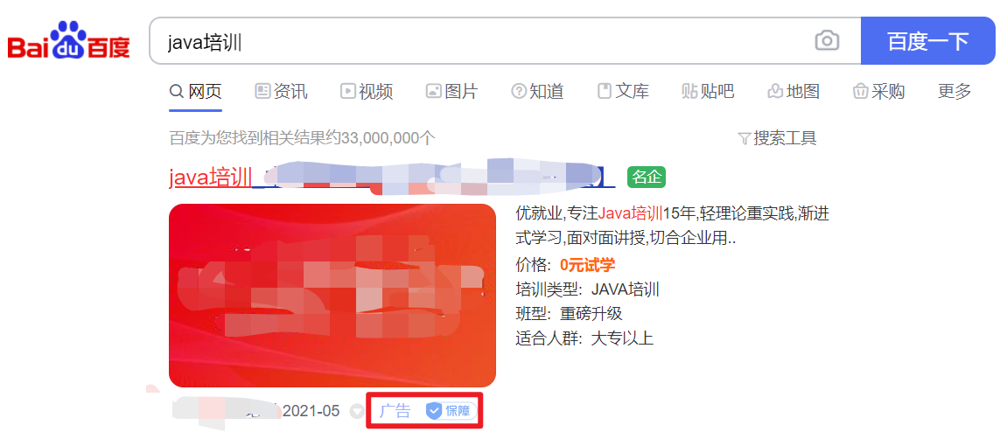 Bai du 百度
java培训
百度一下
网页 资讯 视频 图片 知道 文库 贴吧 地图 采购 更多
百度为您找到相关结果约33,000,000个
搜索工具
java培训
】
名企
优就业,专注Java培训15年,轻理论重实践,渐进
式学习,面对面讲授,切合企业用..
价格: 0元试学
培训类型: JAVA培训
班型: 重磅升级
适合人群: 大专以上
2021-05 广告 保障